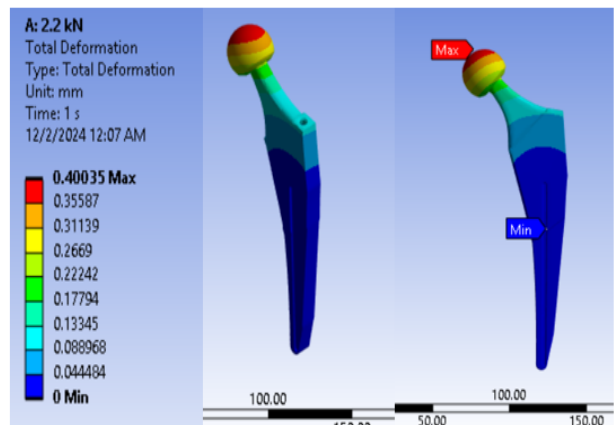 A: 2.2 kN
Total Deformation
Type: Total Deformation
Unit: mm
Time: 1 s
12/2/2024 12:07 AM
0.40035 Max
0.35587
0.31139
0.2669
0.22242
0.17794
0.13345
0.088968
0.044484
0 Min
Max
Min
100.00
100.00
50.00
150.00